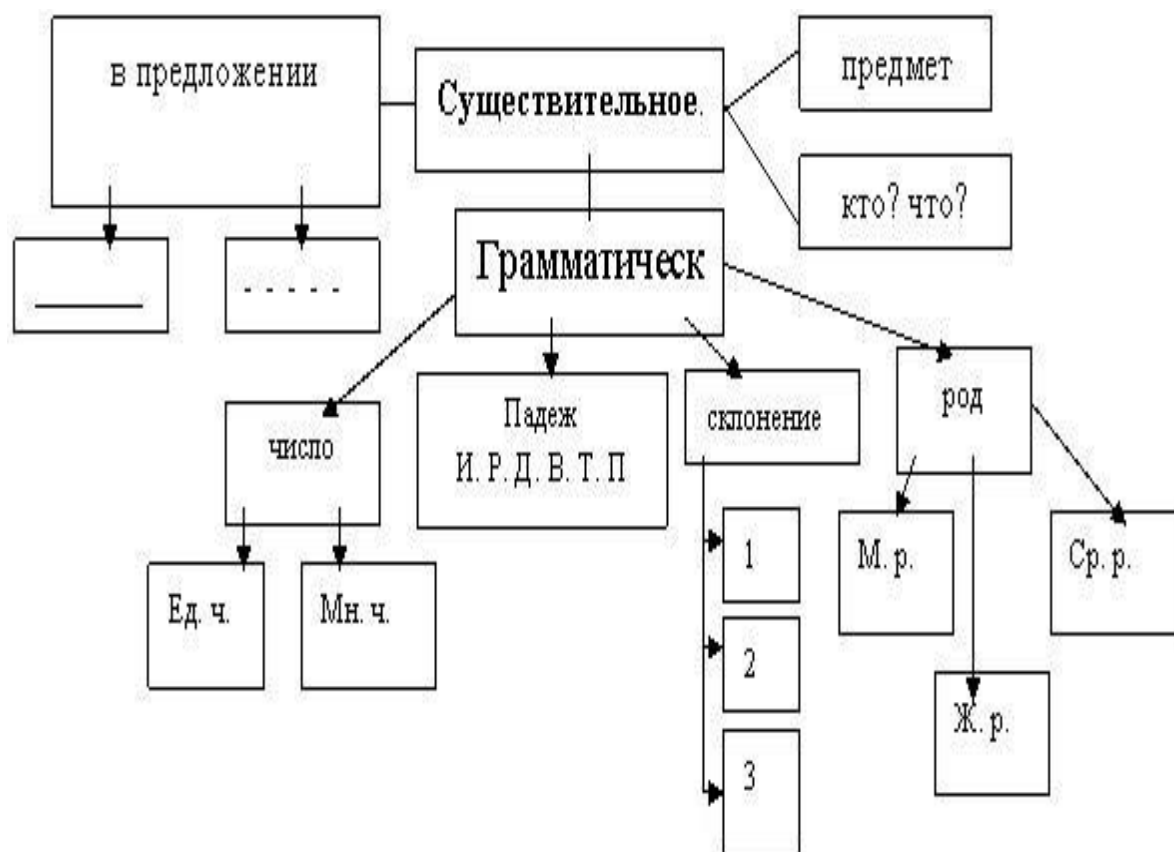 в предложении
Существительное.
предмет
кто? что?
Грамматическ
число
Падеж
И. Р. Д. В. Т. П
склонение
род
Ед. ч.
Мн. ч.
1
2
3
М. р.
Ж. р.
Ср. р.